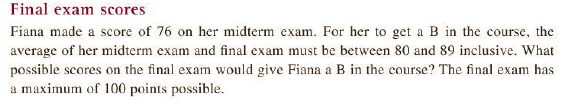 Final exam scores
Fiana made a score of 76 on her midterm exam. For her to get a B in the course, the
average of her midterm exam and final exam must be between 80 and 89 inclusive. What
possible scores on the final exam would give Fiana a B in the course? The final exam has
a maximum of 100 points possible.